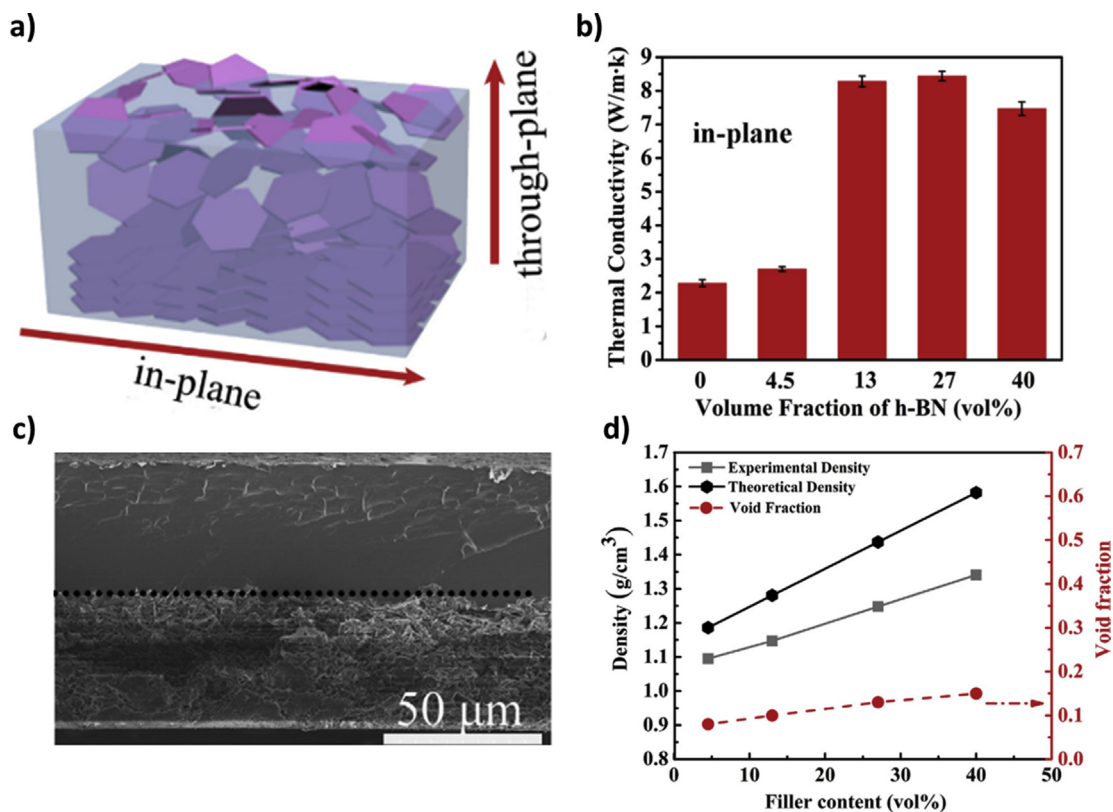 a)
through-plane
in-plane
b)
Thermal Conductivity (W/m·k)
9
8
7
6
5
4
3
2
1
0
in-plane
0 4.5 13 27 40
Volume Fraction of h-BN (vol%)
c)
50 μm
d)
Density (g/cm³)
1.7
1.6
1.5
1.4
1.3
1.2
1.1
1.0
0.9
0.8
Experimental Density
Theoretical Density
Void Fraction
0.7
0.6
0.5
0.4
0.3
0.2
0.1
0.0
Void fraction
0 10 20 30 40 50
Filler content (vol%)